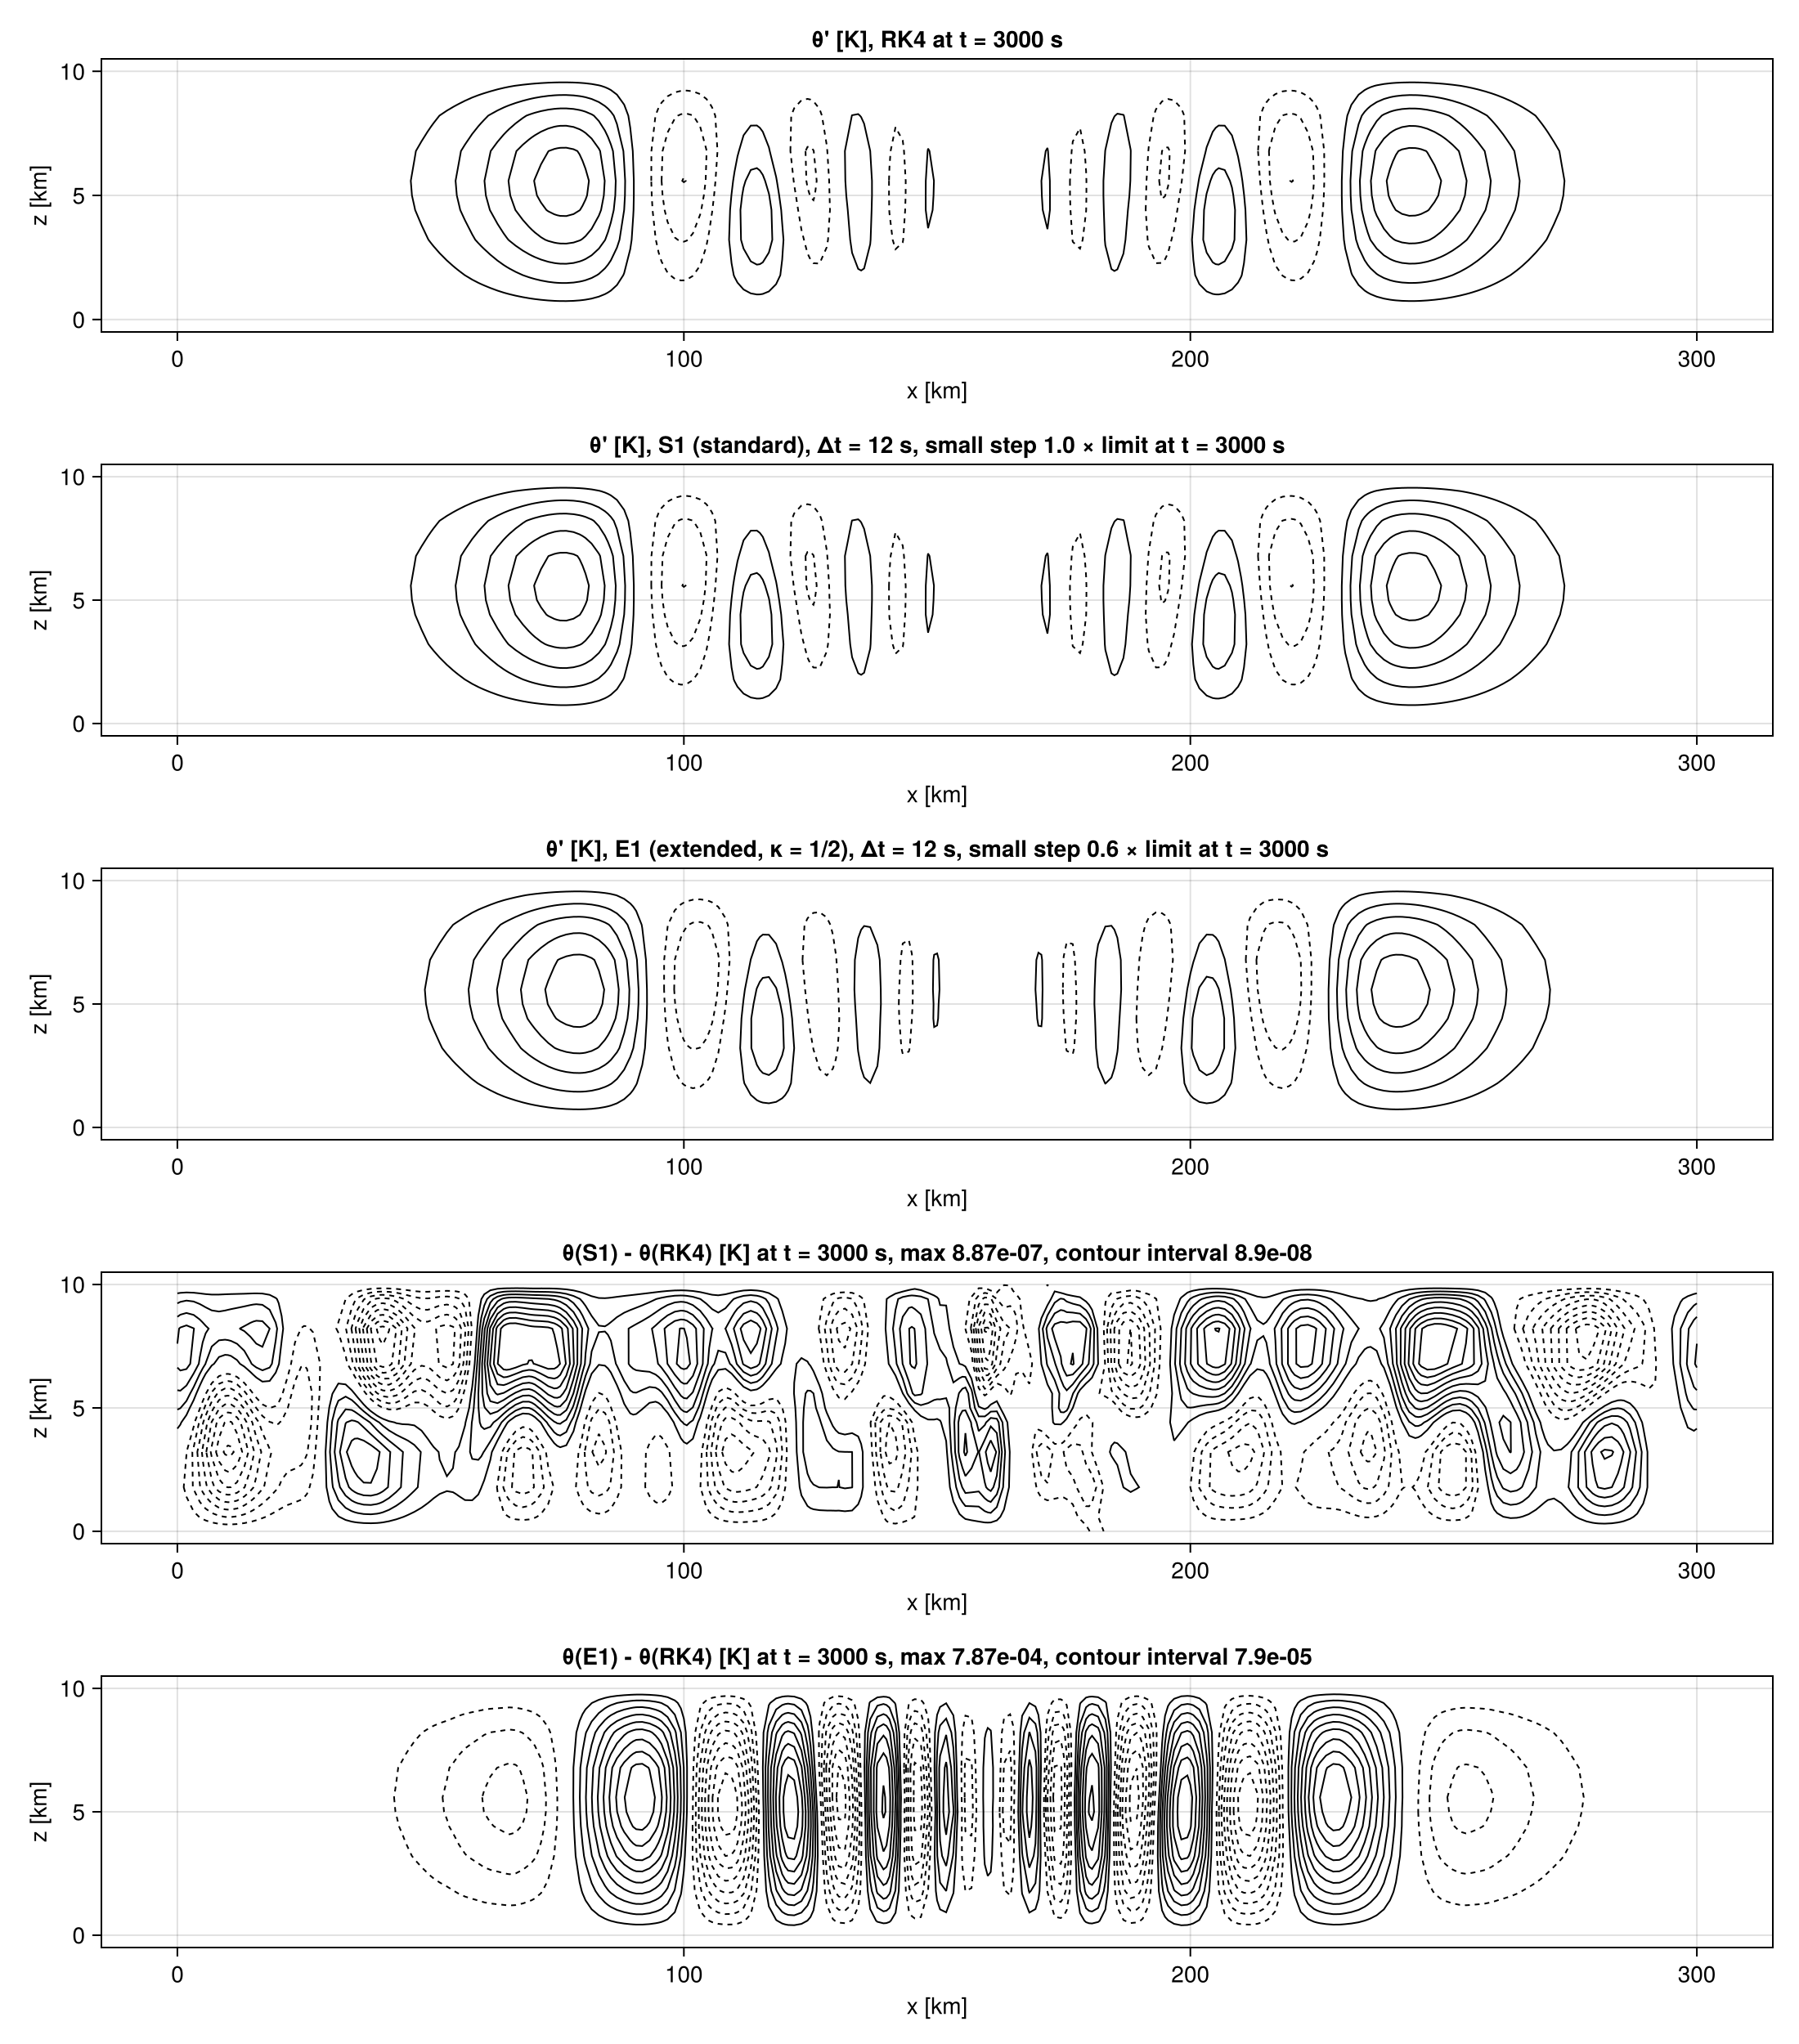 θ' [K], RK4 at t = 3000 s
10
5
0
z [km]
0 100 200 300
x [km]
θ' [K], S1 (standard), Δt = 12 s, small step 1.0 × limit at t = 3000 s
10
5
0
z [km]
0 100 200 300
x [km]
θ' [K], E1 (extended, κ = 1/2), Δt = 12 s, small step 0.6 × limit at t = 3000 s
10
5
0
z [km]
0 100 200 300
x [km]
θ(S1) - θ(RK4) [K] at t = 3000 s, max 8.87e-07, contour interval 8.9e-08
10
5
0
z [km]
0 100 200 300
x [km]
θ(E1) - θ(RK4) [K] at t = 3000 s, max 7.87e-04, contour interval 7.9e-05
10
5
0
z [km]
0 100 200 300
x [km]